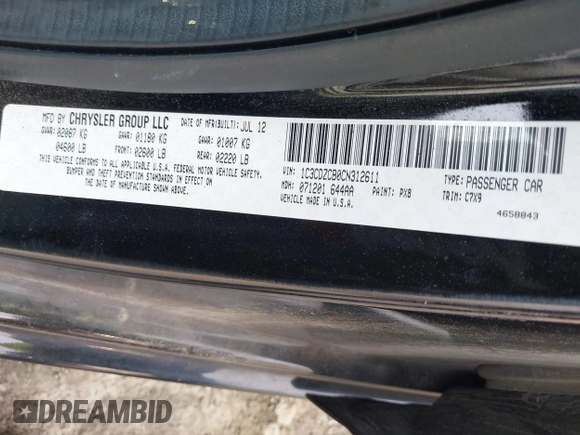 MFD BY CHRYSLER GROUP LLC DATE OF MFR(BUILT): JUL 12
GVWR: 02087 KG GAWR: 01180 KG GAWR: 01007 KG
04600 LB FRONT: 02600 LB REAR: 02220 LB
THIS VEHICLE CONFORMS TO ALL APPLICABLE U.S.A. FEDERAL MOTOR VEHICLE SAFETY,
BUMPER AND THEFT PREVENTION STANDARDS IN EFFECT ON THE DATE OF
MANUFACTURE SHOWN ABOVE.
VIN: 1C3CDZCB0CN312611 TYPE: PASSENGER CAR
MDH: 071201 644AA PAINT: PX8 TRIM: C7X9
VEHICLE MADE IN U.S.A. 4658843
DREAMBID